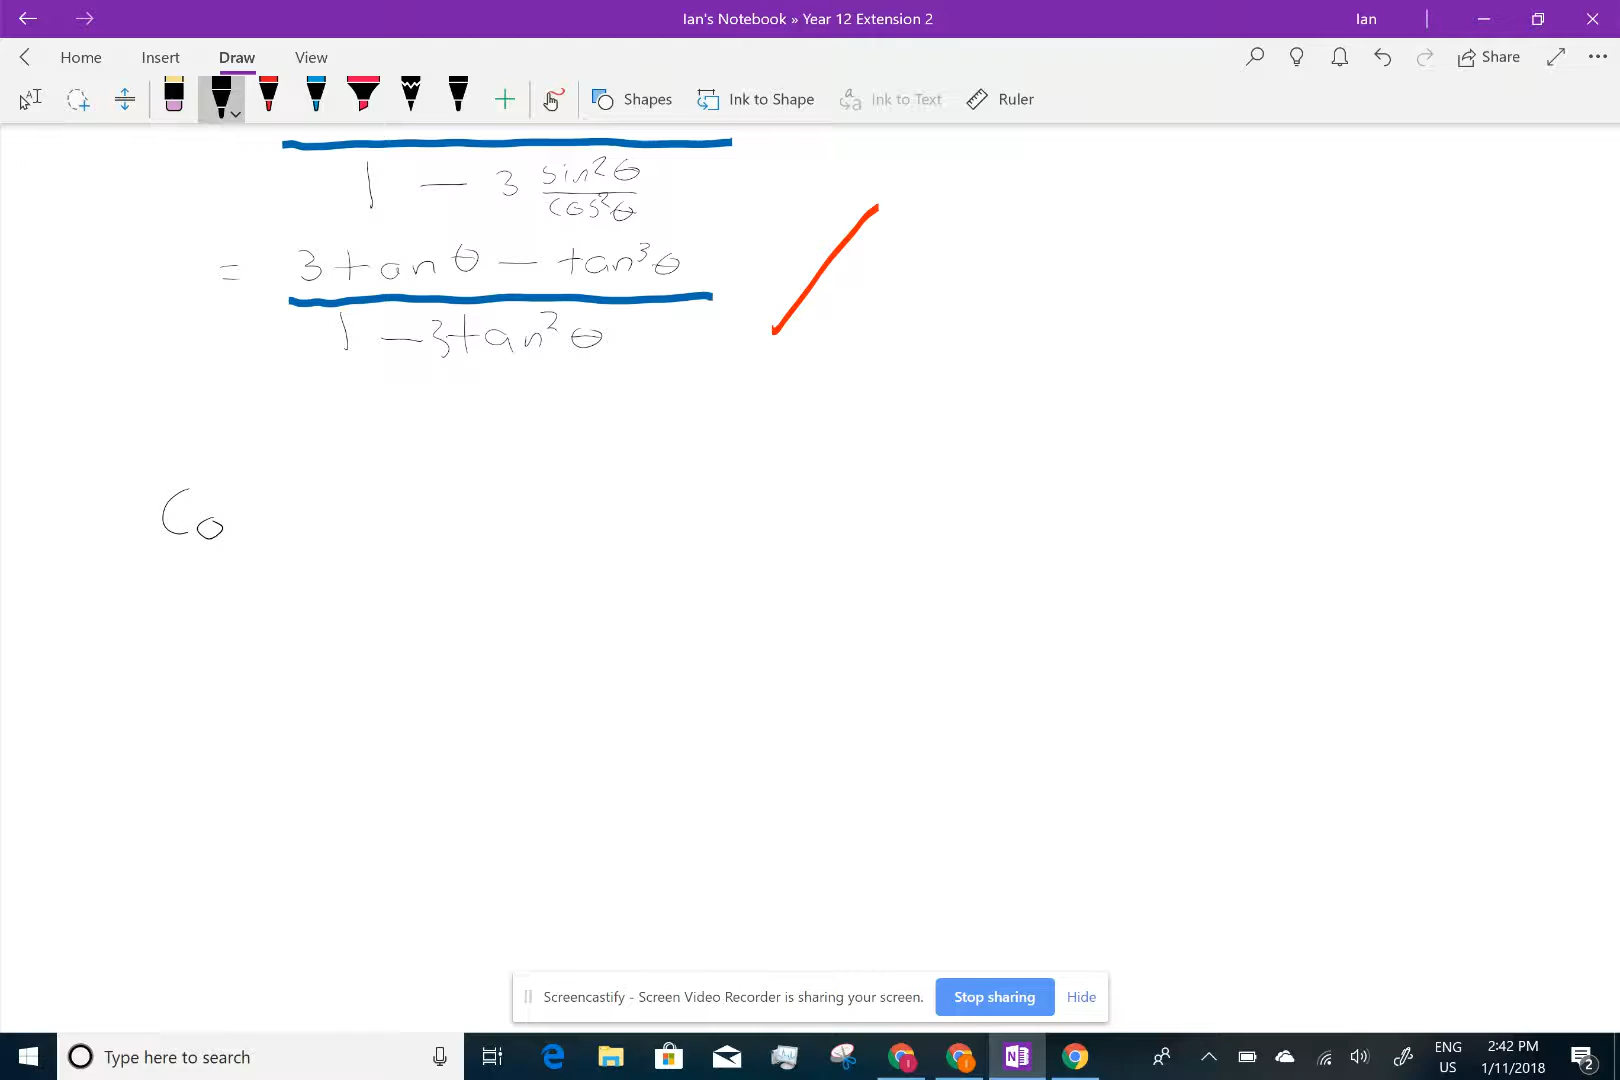 Ian's Notebook » Year 12 Extension 2
Ian
Home Insert Draw View
Share
Shapes Ink to Shape Ink to Text Ruler
1 - 3 sin²θ
cos²θ
= 3tanθ - tan³θ
1 - 3tan²θ
Co
Screencastify - Screen Video Recorder is sharing your screen. Stop sharing Hide
Type here to search
ENG
US
2:42 PM
1/11/2018
2